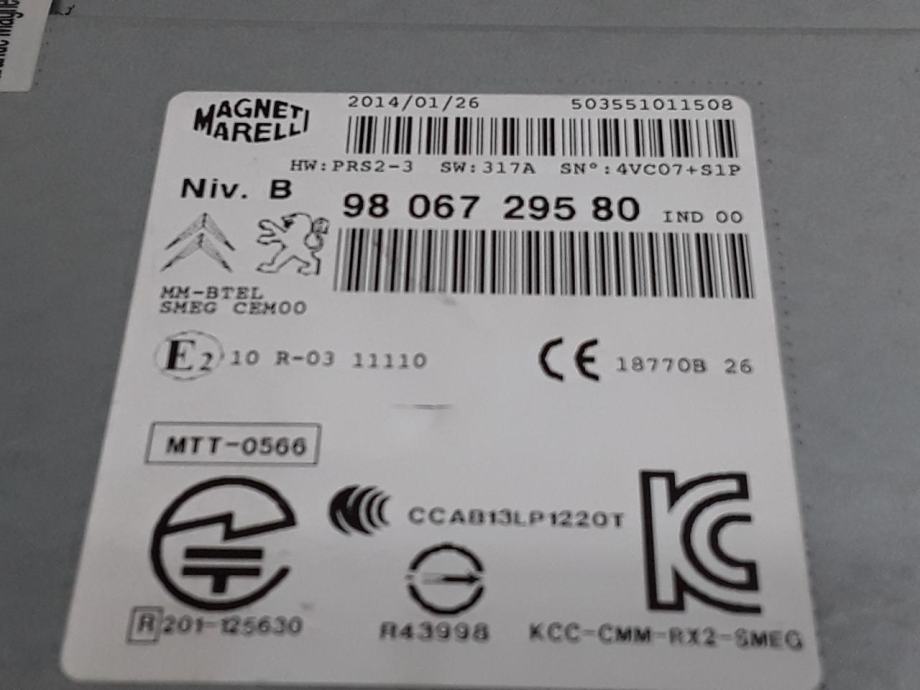 MAGNETI
MARELLI
2014/01/26 503551011508
HW:PRS2-3 SW:317A SN°:4VC07+S1P
Niv. B
98 067 295 80 IND 00
MM-BTEL
SMEG CEM00
E2 10 R-03 11110
CE 18770B 26
MTT-0566
CCAB13LP1220T
R 201-125630
R43998
KCC-CMM-RX2-SMEG